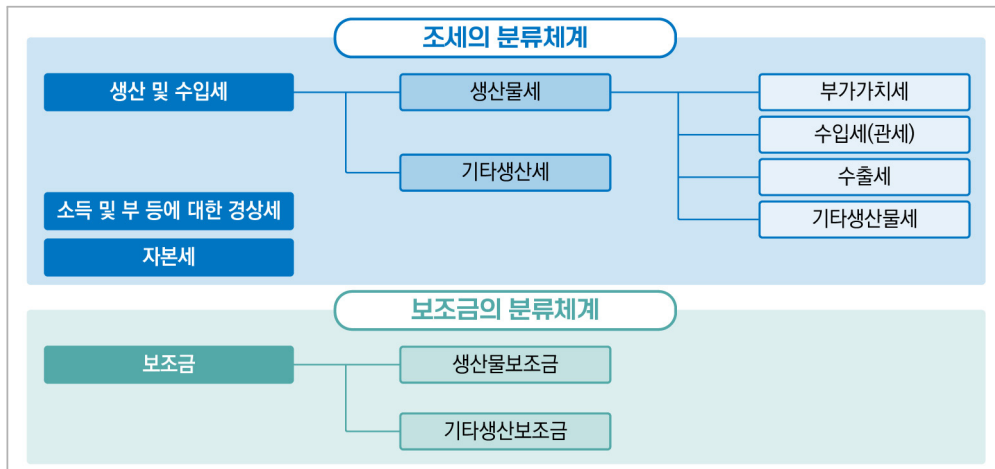 조세의 분류체계
생산 및 수입세
생산물세
부가가치세
수입세(관세)
기타생산세
수출세
소득 및 부 등에 대한 경상세
기타생산물세
자본세
보조금의 분류체계
보조금
생산물보조금
기타생산보조금